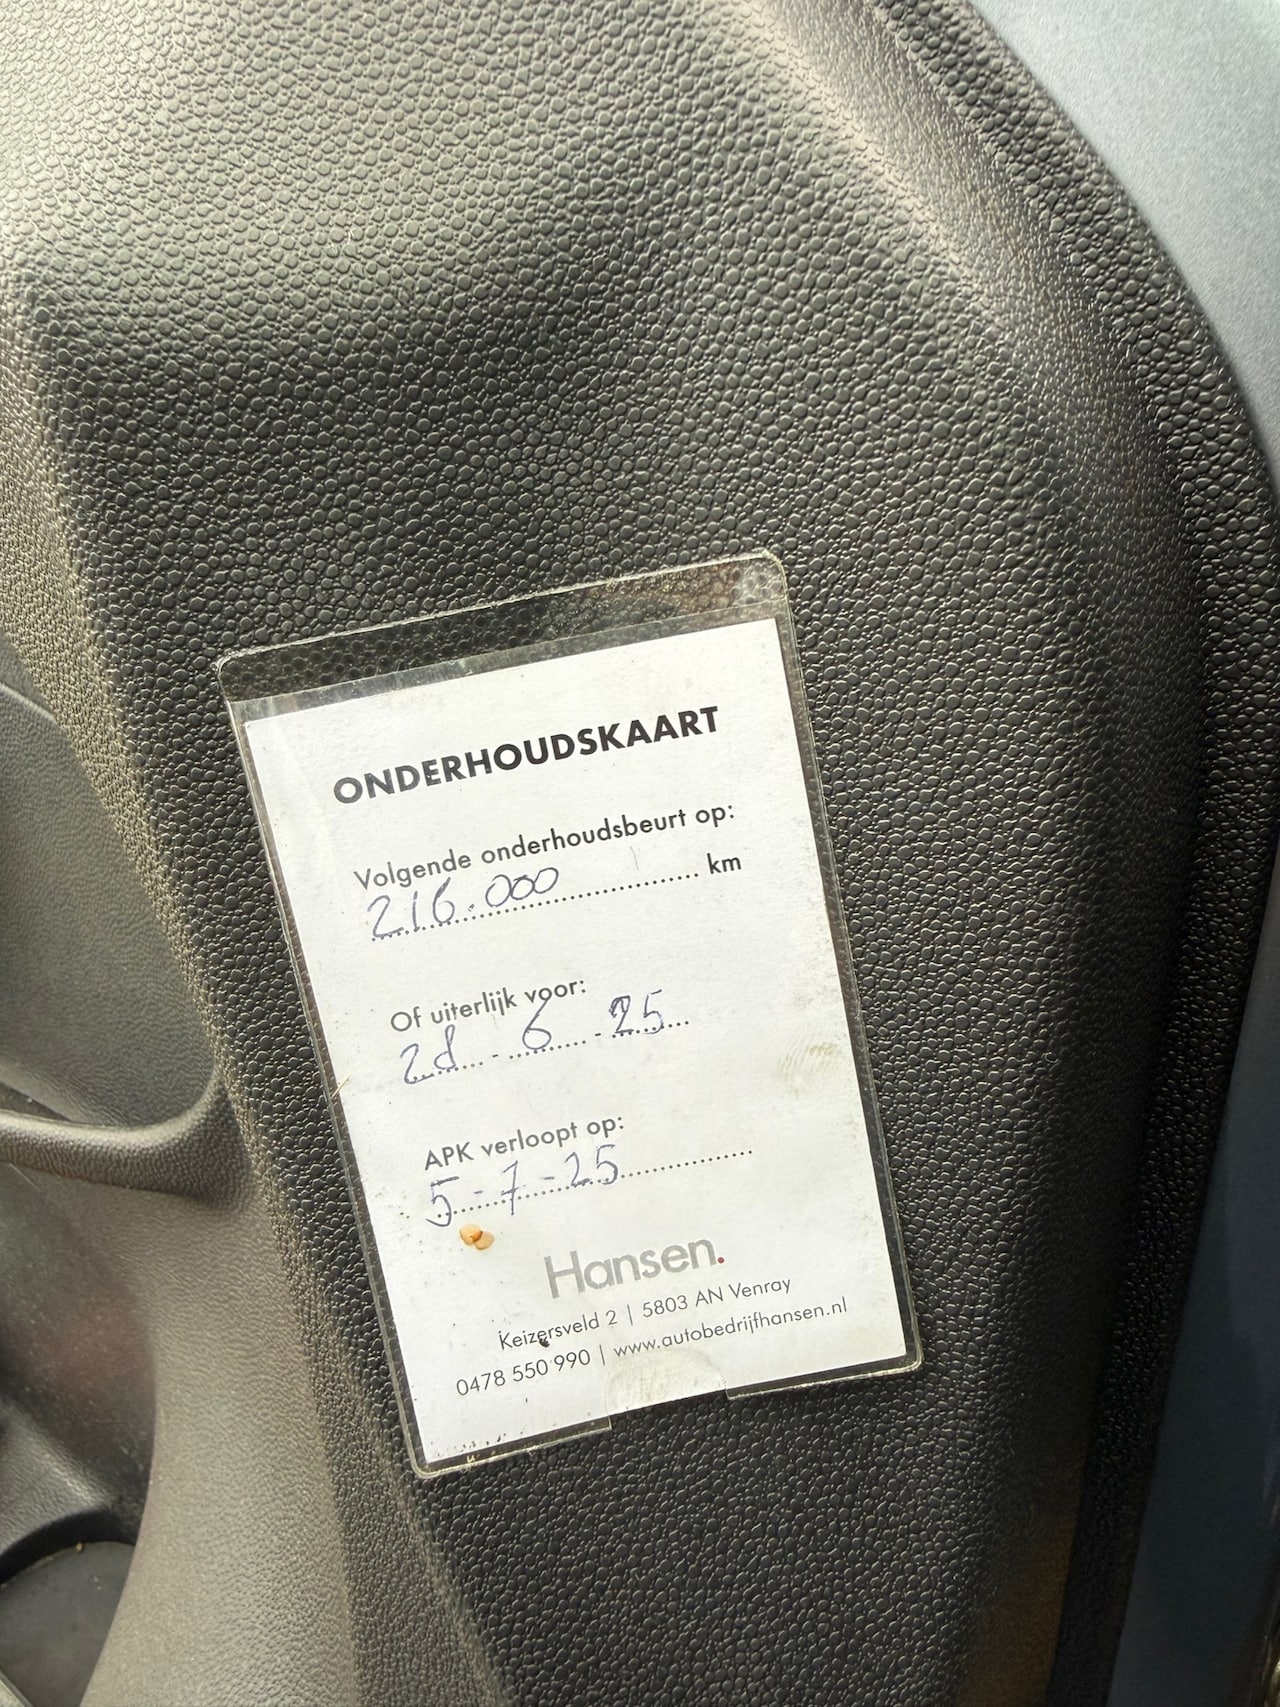 ONDERHOUDSKAART
Volgende onderhoudsbeurt op:
216.000 km
Of uiterlijk voor:
28 - 6 - 25
APK verloopt op:
5-7-25
Hansen.
Keizersveld 2 | 5803 AN Venray
0478 550 990 | www.autobedrijfhansen.nl